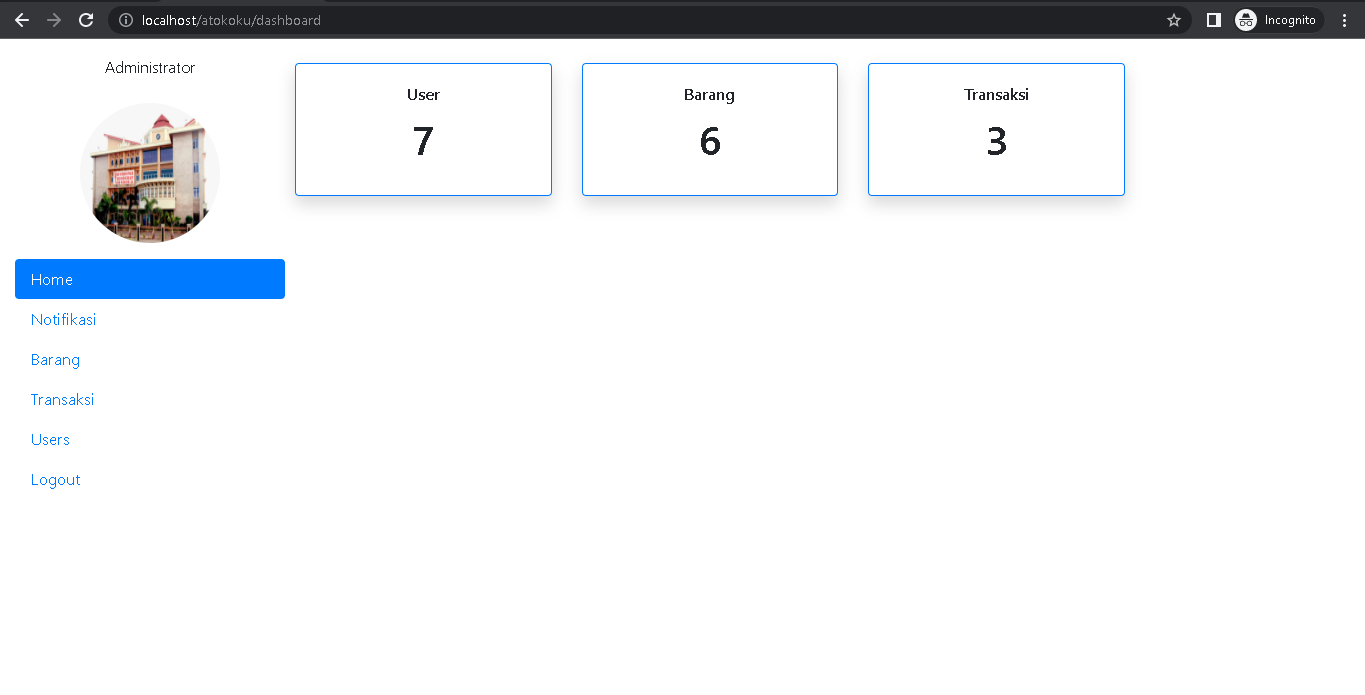 localhost/atokoku/dashboard
Incognito
Administrator
Home
Notifikasi
Barang
Transaksi
Users
Logout
User
7
Barang
6
Transaksi
3